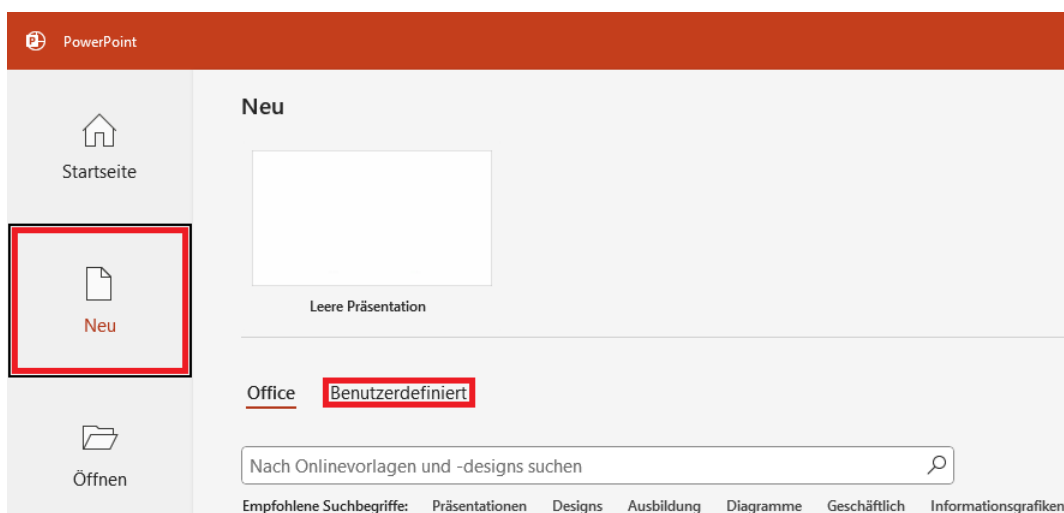 PowerPoint
Neu
Startseite
Leere Präsentation
Neu
Office Benutzerdefiniert
Nach Onlinevorlagen und -designs suchen
Öffnen
Empfohlene Suchbegriffe: Präsentationen Designs Ausbildung Diagramme Geschäftlich